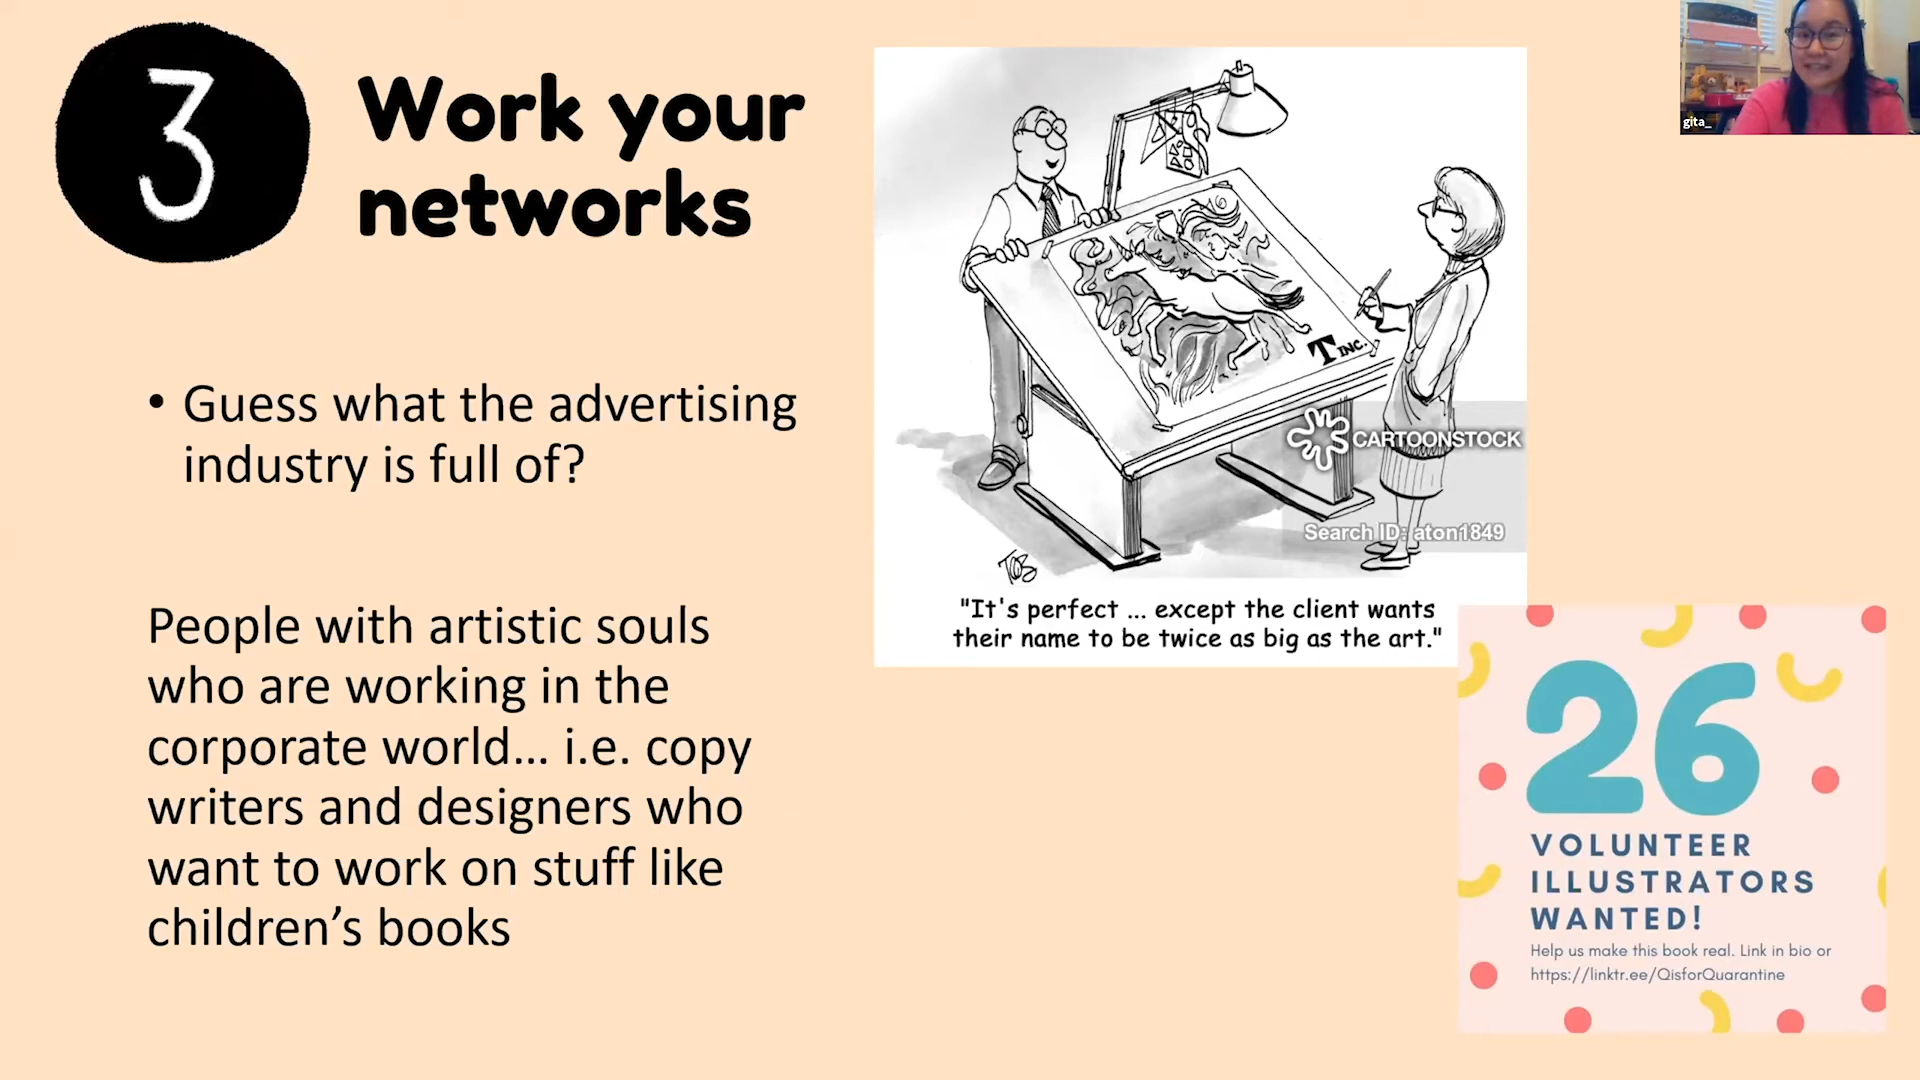 3
Work your
networks
• Guess what the advertising
industry is full of?
People with artistic souls
who are working in the
corporate world... i.e. copy
writers and designers who
want to work on stuff like
children's books
T INC.
CARTOONSTOCK
Search ID: aton1849
TOB
"It's perfect ... except the client wants
their name to be twice as big as the art."
gita_
26
VOLUNTEER
ILLUSTRATORS
WANTED!
Help us make this book real. Link in bio or
https://linktr.ee/QisforQuarantine